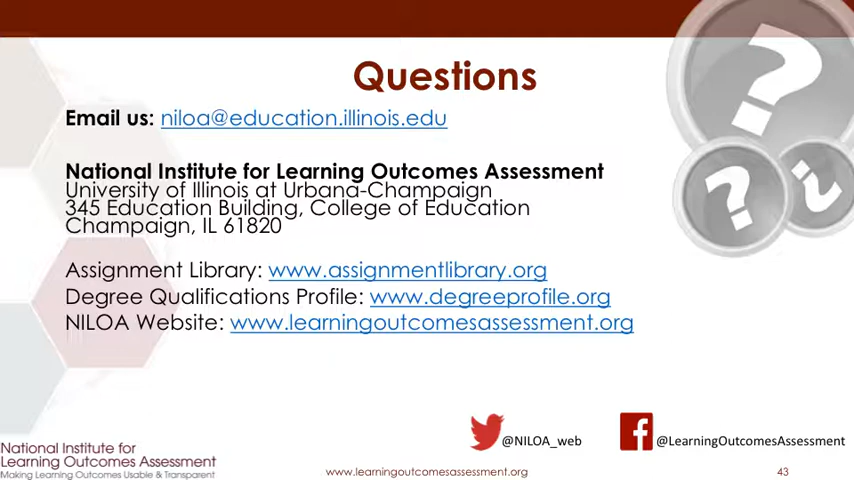 Questions
Email us: niloa@education.illinois.edu
National Institute for Learning Outcomes Assessment
University of Illinois at Urbana-Champaign
345 Education Building, College of Education
Champaign, IL 61820
Assignment Library: www.assignmentlibrary.org
Degree Qualifications Profile: www.degreeprofile.org
NILOA Website: www.learningoutcomesassessment.org
@NILOA_web
@LearningOutcomesAssessment
National Institute for
Learning Outcomes Assessment
Making Learning Outcomes Usable & Transparent
www.learningoutcomesassessment.org
43